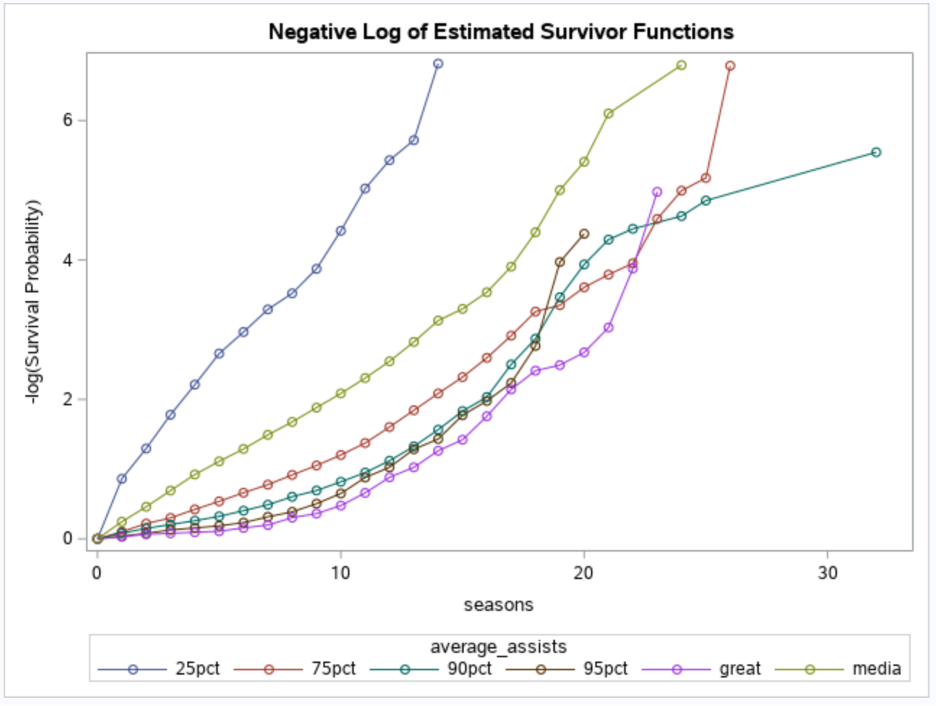 Negative Log of Estimated Survivor Functions
-log(Survival Probability)
6
4
2
0
0 10 20 30
seasons
average_assists
25pct 75pct 90pct 95pct great media